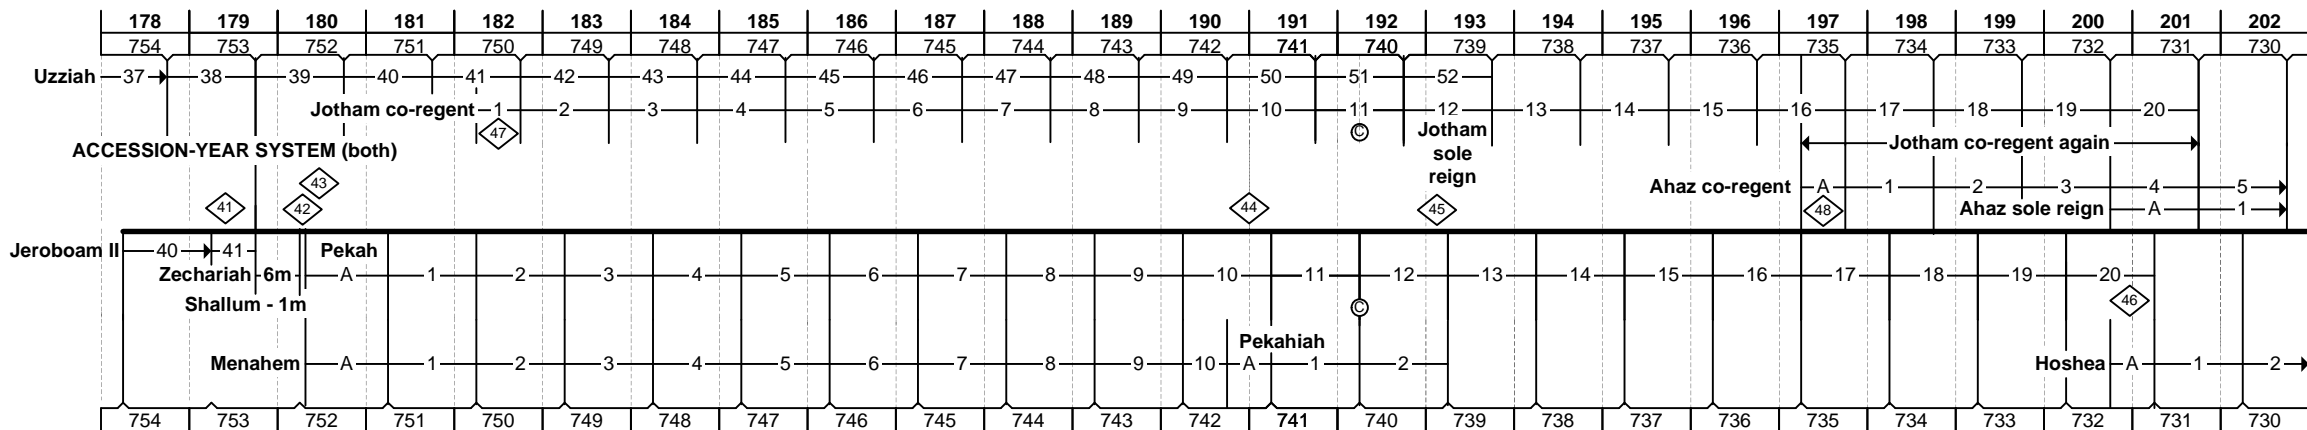 178 179 180 181 182 183 184 185 186 187 188 189 190 191 192 193 194 195 196 197 198 199 200 201 202
754 753 752 751 750 749 748 747 746 745 744 743 742 741 740 739 738 737 736 735 734 733 732 731 730
Uzziah 37 38 39 40 41 42 43 44 45 46 47 48 49 50 51 52
Jotham co-regent 1 2 3 4 5 6 7 8 9 10 11 12 13 14 15 16 17 18 19 20
47 C Jotham
sole
reign
ACCESSION-YEAR SYSTEM (both)
Jotham co-regent again
43
Ahaz co-regent A 1 2 3 4 5
41 42 44 45 48 Ahaz sole reign A 1
Jeroboam II 40 41 Pekah
Zechariah 6m A 1 2 3 4 5 6 7 8 9 10 11 12 13 14 15 16 17 18 19 20
Shallum - 1m C 46
Pekahiah
Menahem A 1 2 3 4 5 6 7 8 9 10 A 1 2 Hoshea A 1 2
754 753 752 751 750 749 748 747 746 745 744 743 742 741 740 739 738 737 736 735 734 733 732 731 730